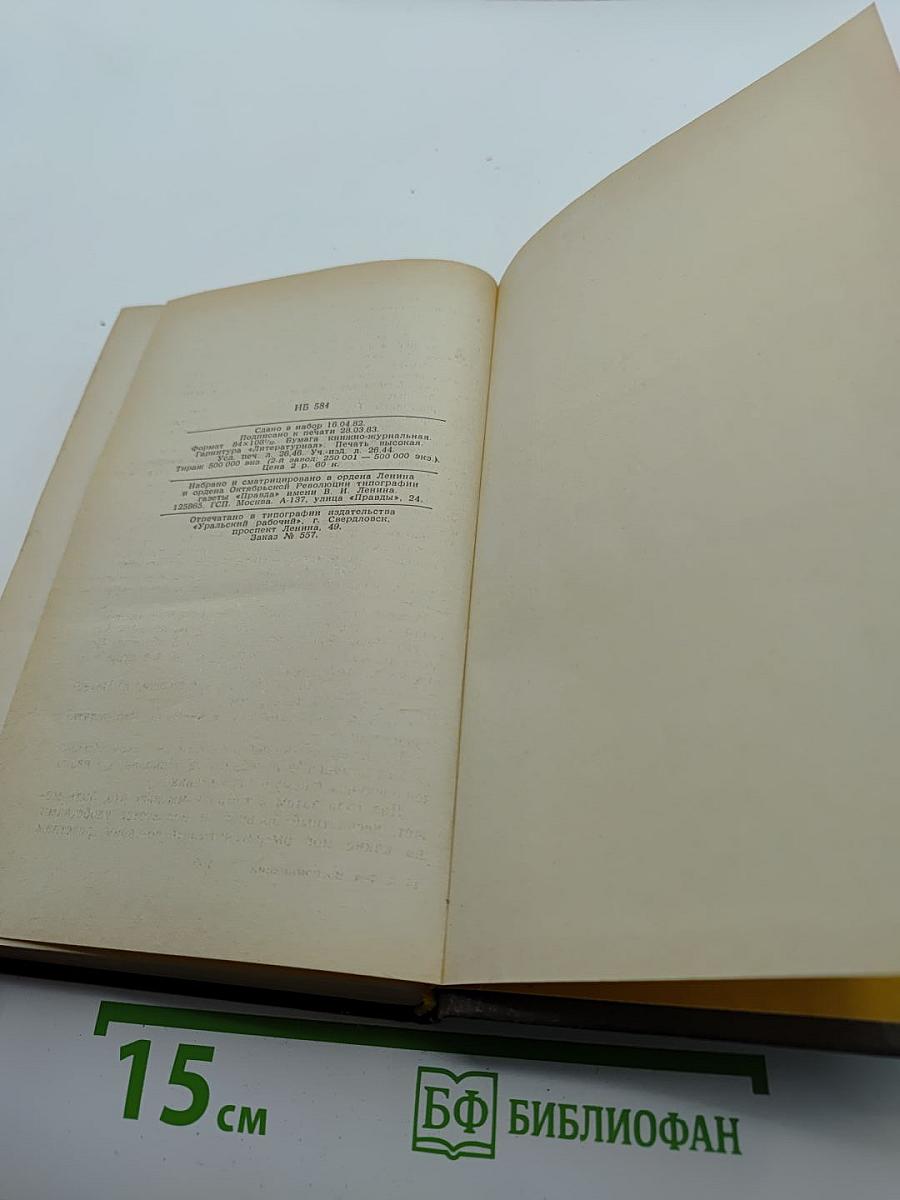 НБ 584
Сдано в набор 16.04.82.
Подписано к печати 28.03.83.
Формат 84×108¹/₃₂. Бумага книжно-журнальная.
Гарнитура «Литературная». Печать высокая.
Усл. печ. л. 26,46. Уч.-изд. л. 26,44.
Тираж 500 000 экз. (2-й завод: 250 001 — 500 000 экз.).
Цена 2 р. 60 к.
Набрано и сматрицировано в ордена Ленина
и ордена Октябрьской Революции типографии
газеты «Правда» имени В. И. Ленина.
125865. ГСП. Москва. А-137, улица «Правды», 24.
Отпечатано в типографии издательства
«Уральский рабочий», г. Свердловск,
проспект Ленина, 49.
Заказ № 557.
15 см
БФ БИБЛИОФАН